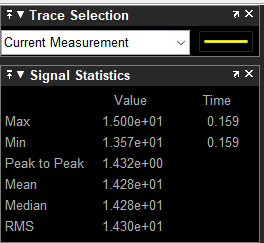 Trace Selection
Current Measurement
Signal Statistics
Value Time
Max 1.500e+01 0.159
Min 1.357e+01 0.159
Peak to Peak 1.432e+00
Mean 1.428e+01
Median 1.428e+01
RMS 1.430e+01